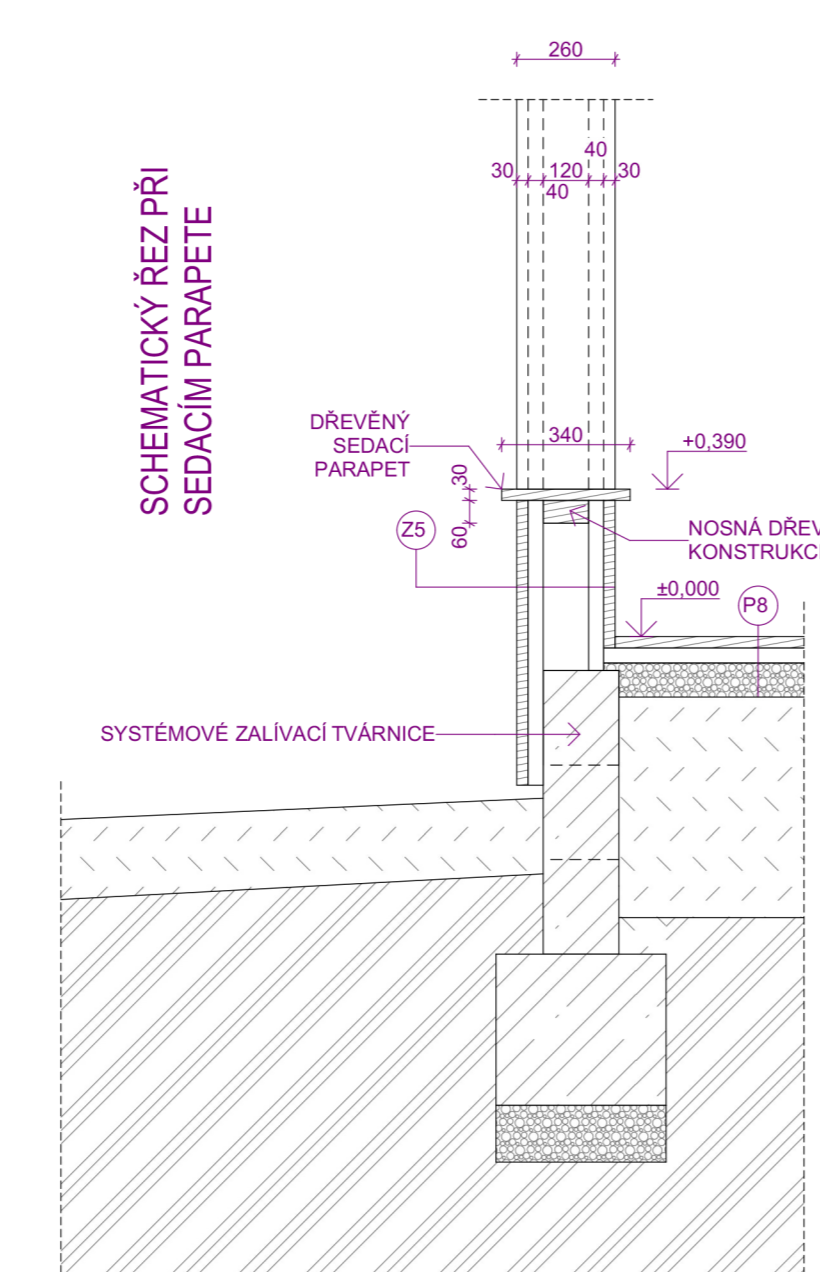 SCHEMATICKÝ ŘEZ PŘI
SEDACÍM PARAPETE
260
40
30
120
30
40
DŘEVĚNÝ
SEDACÍ
PARAPET
340
+0,390
30
60
Z5
NOSNÁ DŘEV
KONSTRUKC
±0,000
P8
SYSTÉMOVÉ ZALÍVACÍ TVÁRNICE